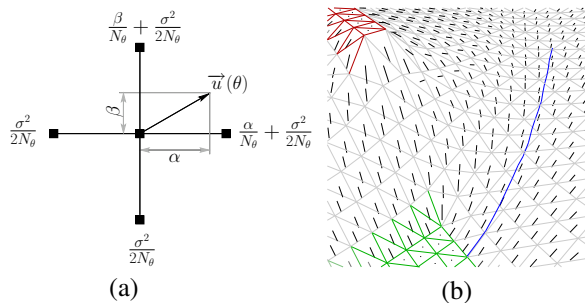 β/N_θ + σ²/2N_θ
u⃗(θ)
β
σ²/2N_θ
α/N_θ + σ²/2N_θ
α
σ²/2N_θ
(a) (b)